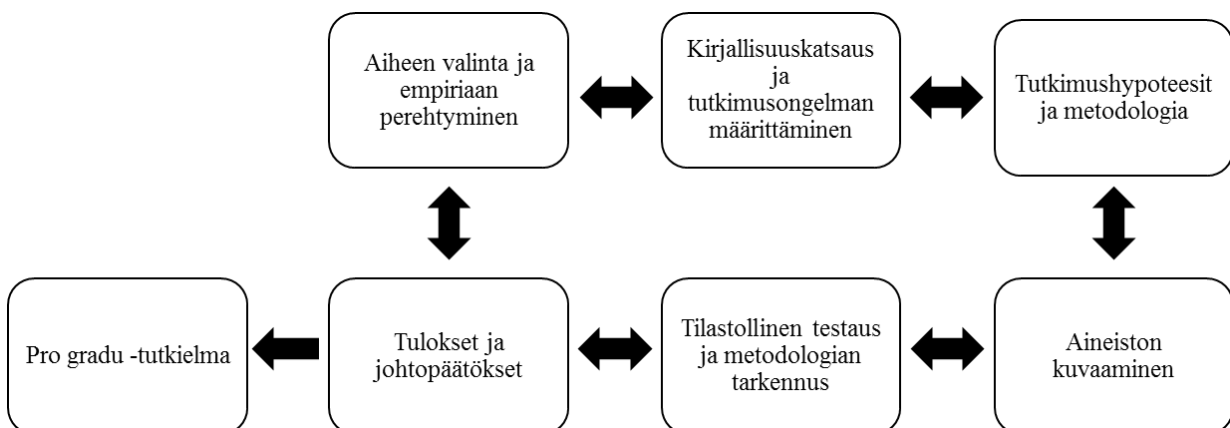 Aiheen valinta ja
empiriaan
perehtyminen
Kirjallisuuskatsaus
ja
tutkimusongelman
määrittäminen
Tutkimushypoteesit
ja metodologia
Pro gradu -tutkielma
Tulokset ja
johtopäätökset
Tilastollinen testaus
ja metodologian
tarkennus
Aineiston
kuvaaminen